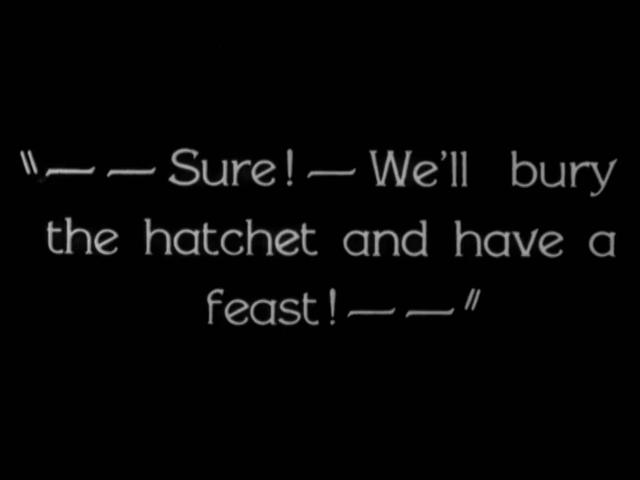 "— — Sure! — We'll bury
the hatchet and have a
feast! — — "